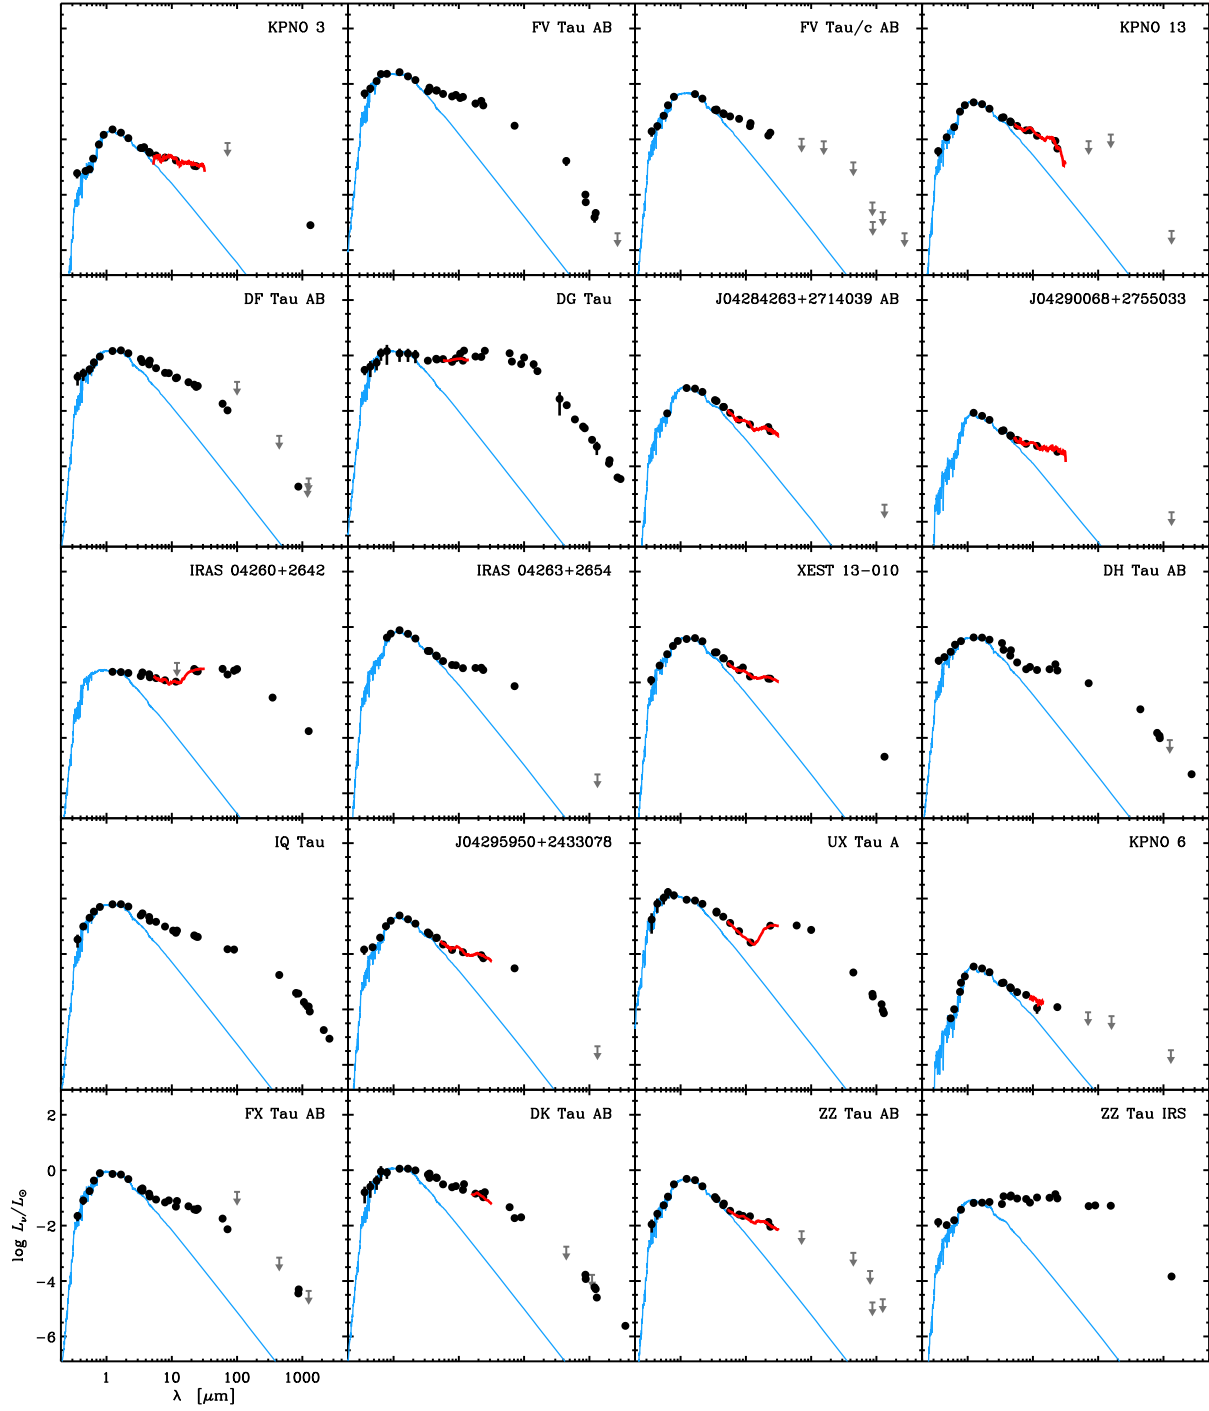 KPNO 3 FV Tau AB FV Tau/c AB KPNO 13
DF Tau AB DG Tau J04284263+2714039 AB J04290068+2755033
IRAS 04260+2642 IRAS 04263+2654 XEST 13-010 DH Tau AB
IQ Tau J04295950+2433078 UX Tau A KPNO 6
FX Tau AB DK Tau AB ZZ Tau AB ZZ Tau IRS
2
0
-2
-4
-6
log Lν/L⊙
1 10 100 1000
λ [μm]